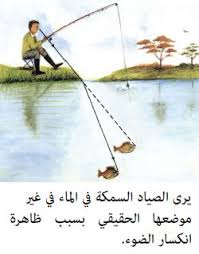 يرى الصياد السمكة في الماء في غير
موضعها الحقيقي بسبب ظاهرة
انكسار الضوء.